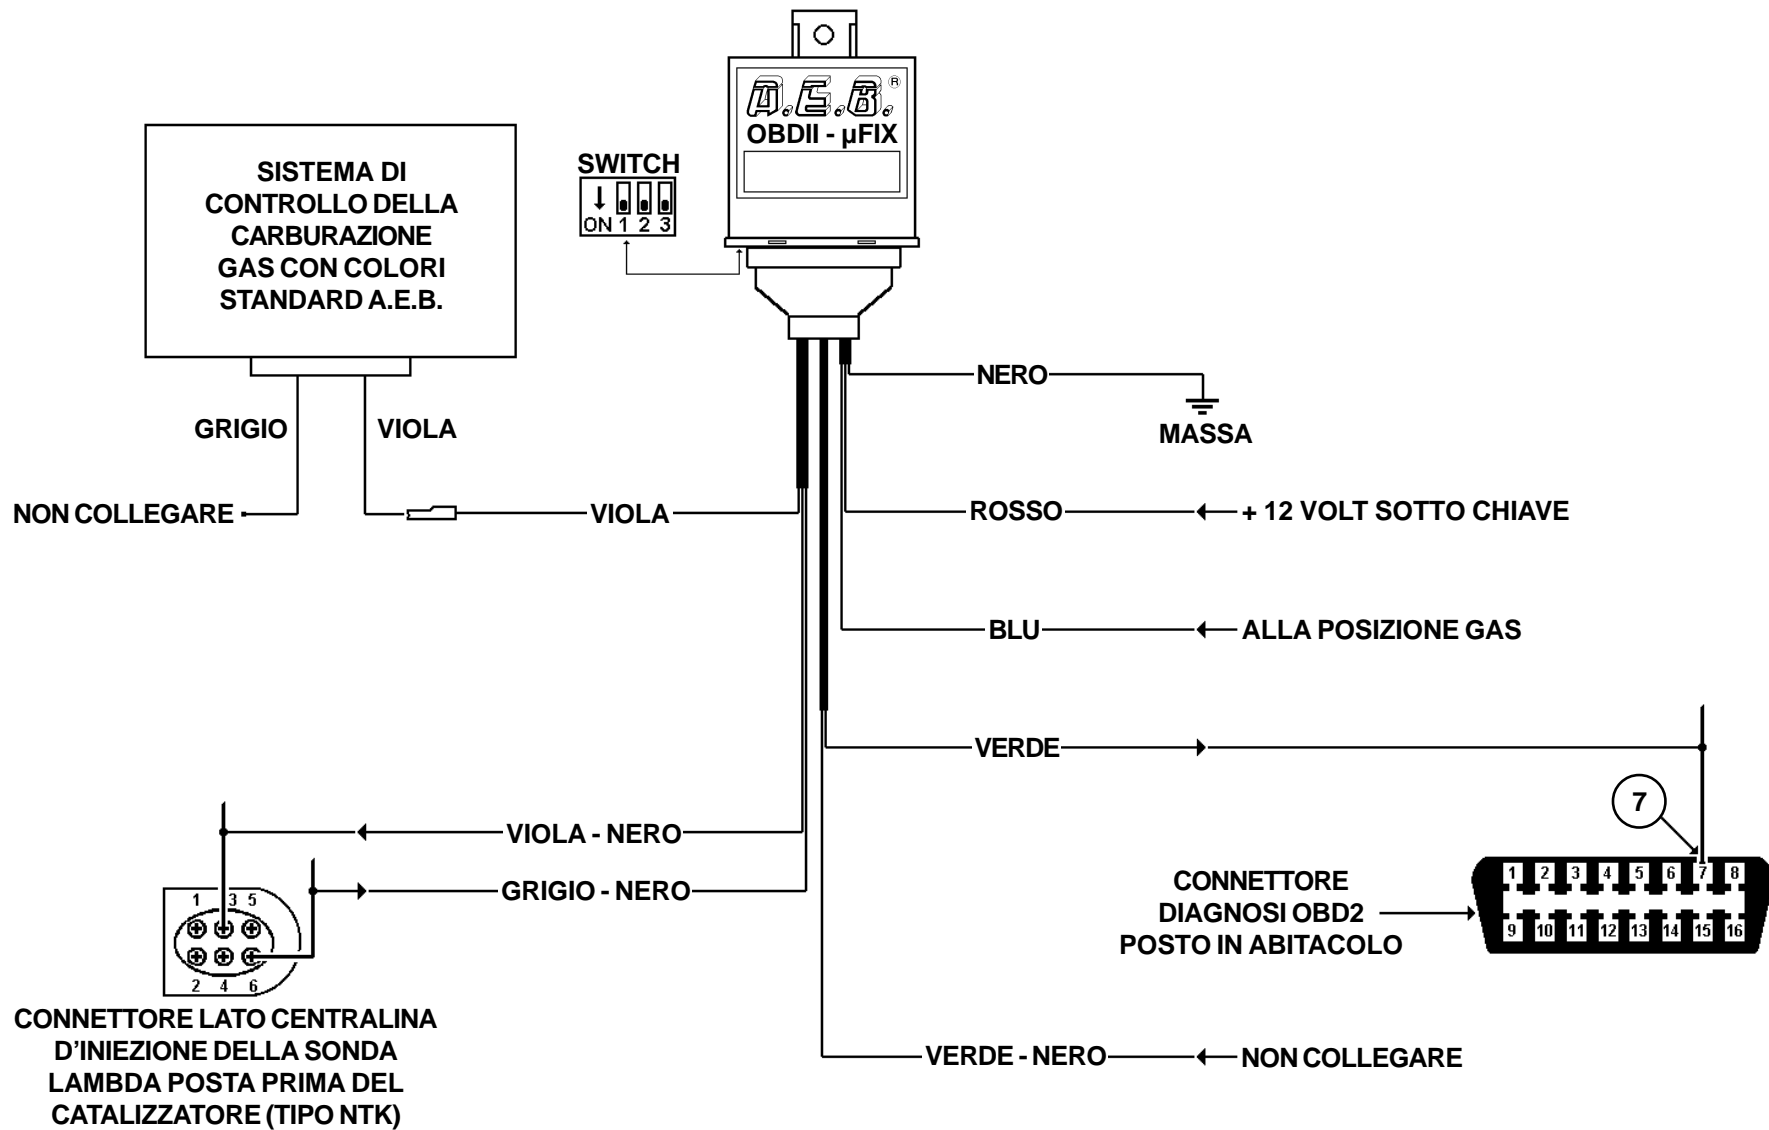 A.E.B.®
OBDII - µFIX
SWITCH
ON 1 2 3
SISTEMA DI
CONTROLLO DELLA
CARBURAZIONE
GAS CON COLORI
STANDARD A.E.B.
GRIGIO
VIOLA
NON COLLEGARE
VIOLA
NERO
MASSA
ROSSO
+ 12 VOLT SOTTO CHIAVE
BLU
ALLA POSIZIONE GAS
VERDE
7
VIOLA - NERO
GRIGIO - NERO
1 3 5
2 4 6
CONNETTORE LATO CENTRALINA
D'INIEZIONE DELLA SONDA
LAMBDA POSTA PRIMA DEL
CATALIZZATORE (TIPO NTK)
CONNETTORE
DIAGNOSI OBD2
POSTO IN ABITACOLO
1 2 3 4 5 6 7 8
9 10 11 12 13 14 15 16
VERDE - NERO
NON COLLEGARE